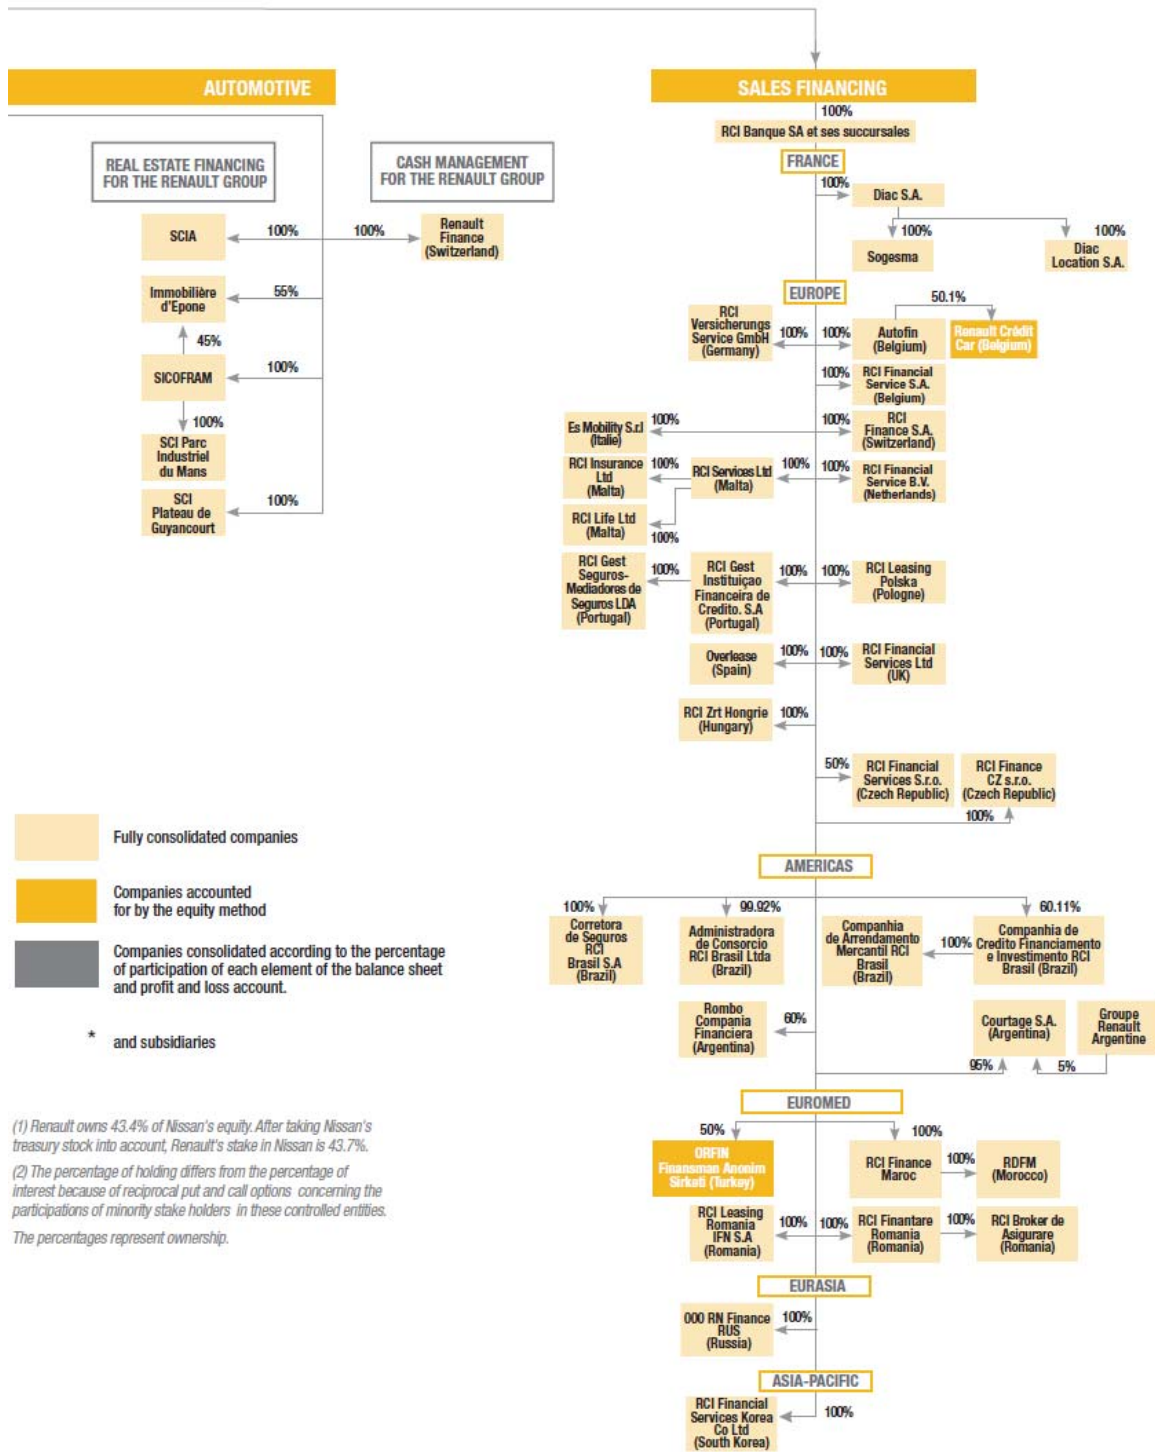 AUTOMOTIVE
REAL ESTATE FINANCING
FOR THE RENAULT GROUP
CASH MANAGEMENT
FOR THE RENAULT GROUP
SCIA
100%
100%
Renault
Finance
(Switzerland)
Immobilière
d'Epone
55%
45%
SICOFRAM
100%
100%
SCI Parc
Industriel
du Mans
SCI
Plateau de
Guyancourt
100%
SALES FINANCING
100%
RCI Banque SA et ses succursales
FRANCE
100%
Diac S.A.
100%
Sogesma
100%
Diac
Location S.A.
EUROPE
RCI
Versicherungs
Service GmbH
(Germany)
100%
100%
Autofin
(Belgium)
50.1%
Renault Crédit
Car (Belgium)
100%
RCI Financial
Service S.A.
(Belgium)
Es Mobility S.r.l
(Italie)
100%
100%
RCI
Finance S.A.
(Switzerland)
RCI Insurance
Ltd
(Malta)
100%
RCI Services Ltd
(Malta)
100%
100%
RCI Financial
Service B.V.
(Netherlands)
RCI Life Ltd
(Malta)
100%
RCI Gest
Seguros-
Mediadores de
Seguros LDA
(Portugal)
100%
RCI Gest
Instituiçao
Financeira de
Credito. S.A
(Portugal)
100%
100%
RCI Leasing
Polska
(Pologne)
Overlease
(Spain)
100%
100%
RCI Financial
Services Ltd
(UK)
RCI Zrt Hongrie
(Hungary)
100%
50%
RCI Financial
Services S.r.o.
(Czech Republic)
RCI Finance
CZ s.r.o.
(Czech Republic)
100%
AMERICAS
100%
Corretora
de Seguros
RCI
Brasil S.A
(Brazil)
99.92%
Administradora
de Consorcio
RCI Brasil Ltda
(Brazil)
Companhia
de Arrendamento
Mercantil RCI
Brasil
(Brazil)
100%
60.11%
Companhia de
Credito Financiamento
e Investimento RCI
Brasil (Brazil)
Rombo
Compania
Financiera
(Argentina)
60%
Courtage S.A.
(Argentina)
Groupe
Renault
Argentine
95%
5%
EUROMED
50%
ORFIN
Finansman Anonim
Sirketi (Turkey)
100%
RCI Finance
Maroc
100%
RDFM
(Morocco)
RCI Leasing
Romania
IFN S.A
(Romania)
100%
100%
RCI Finantare
Romania
(Romania)
100%
RCI Broker de
Asigurare
(Romania)
EURASIA
OOO RN Finance
RUS
(Russia)
100%
ASIA-PACIFIC
RCI Financial
Services Korea
Co Ltd
(South Korea)
100%
Fully consolidated companies
Companies accounted
for by the equity method
Companies consolidated according to the percentage
of participation of each element of the balance sheet
and profit and loss account.
* and subsidiaries
(1) Renault owns 43.4% of Nissan's equity. After taking Nissan's
treasury stock into account, Renault's stake in Nissan is 43.7%.
(2) The percentage of holding differs from the percentage of
interest because of reciprocal put and call options concerning the
participations of minority stake holders in these controlled entities.
The percentages represent ownership.